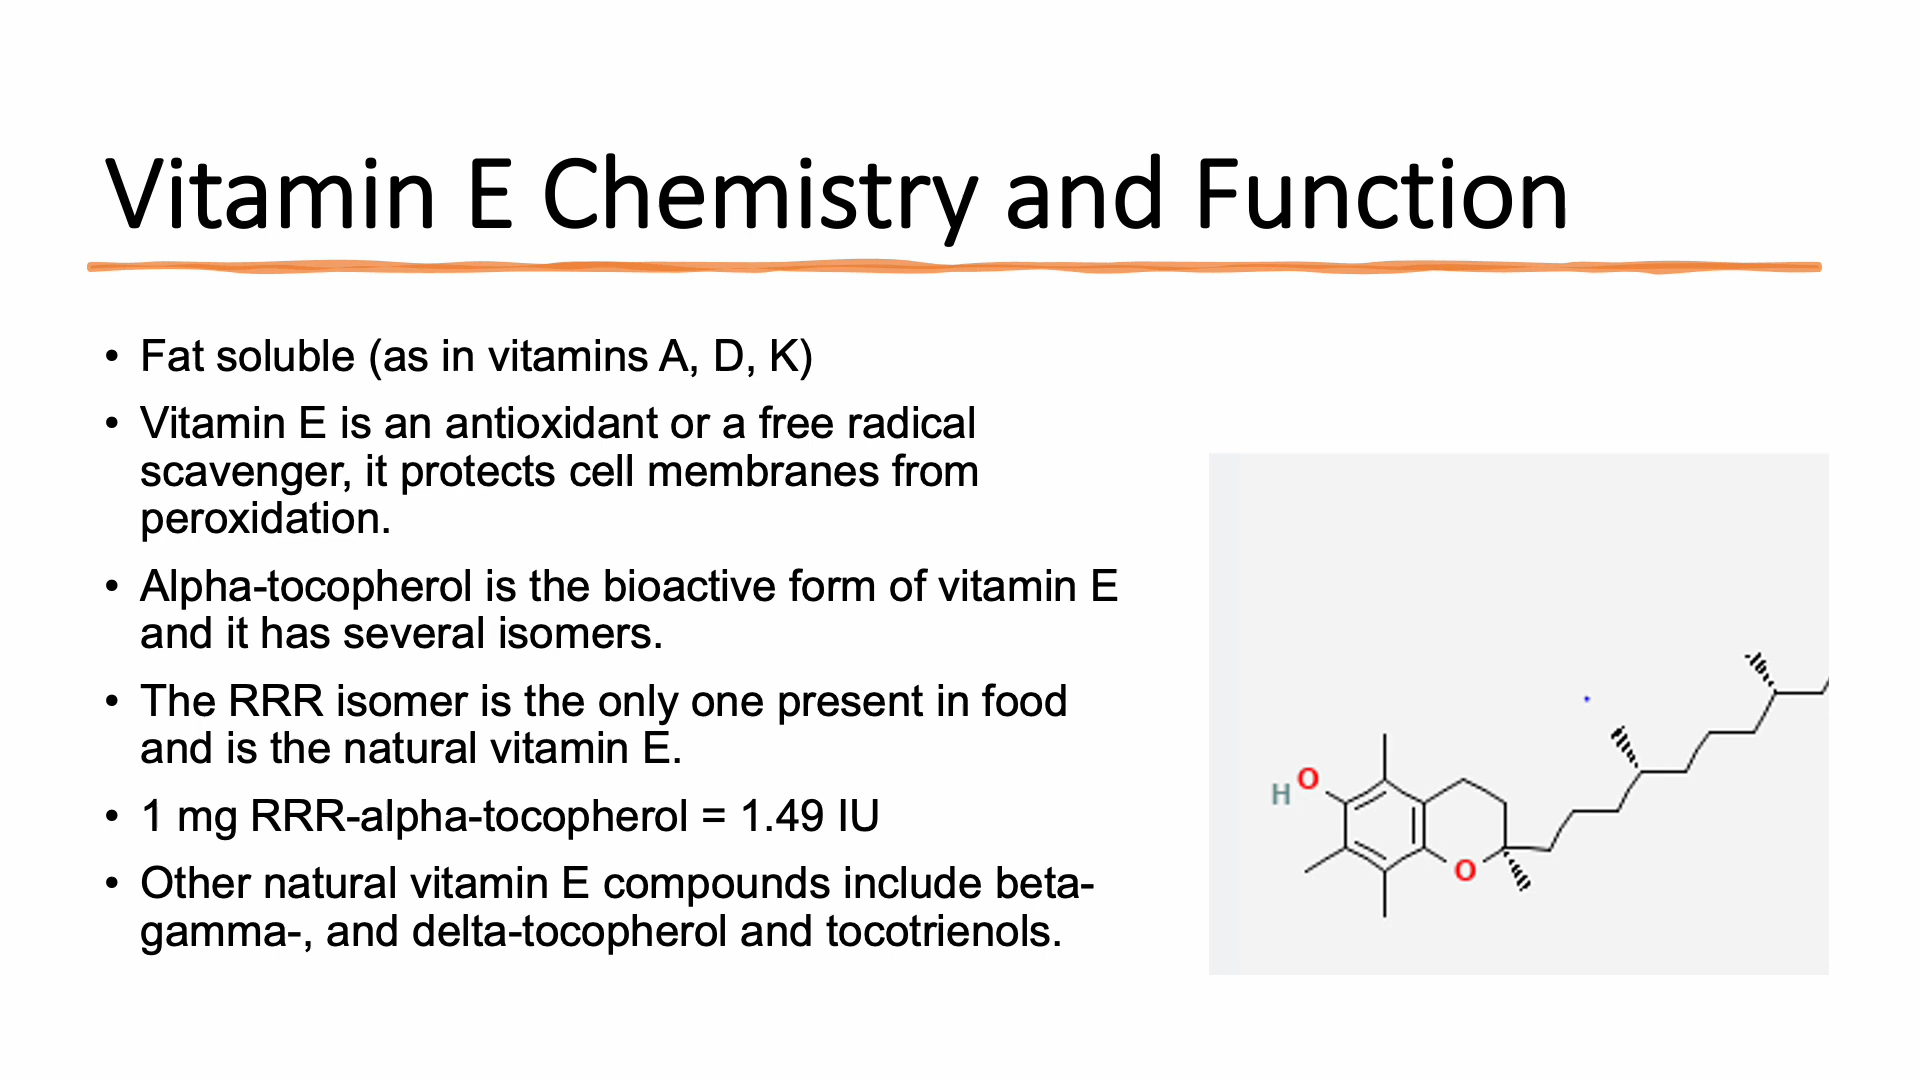 Vitamin E Chemistry and Function
• Fat soluble (as in vitamins A, D, K)
• Vitamin E is an antioxidant or a free radical
scavenger, it protects cell membranes from
peroxidation.
• Alpha-tocopherol is the bioactive form of vitamin E
and it has several isomers.
• The RRR isomer is the only one present in food
and is the natural vitamin E.
• 1 mg RRR-alpha-tocopherol = 1.49 IU
• Other natural vitamin E compounds include beta-
gamma-, and delta-tocopherol and tocotrienols.
H O
O